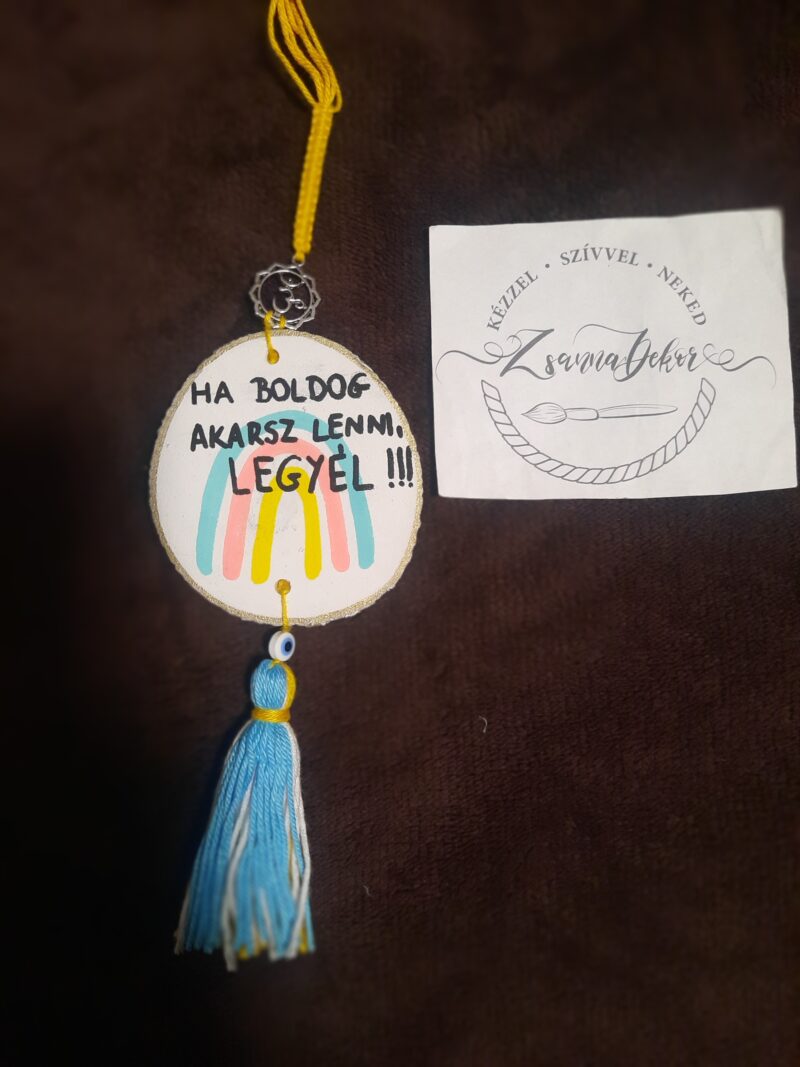 HA BOLDOG
AKARSZ LENNI,
LEGYÉL !!!
KÉZZEL • SZÍVVEL • NEKED
ZsannaDekor